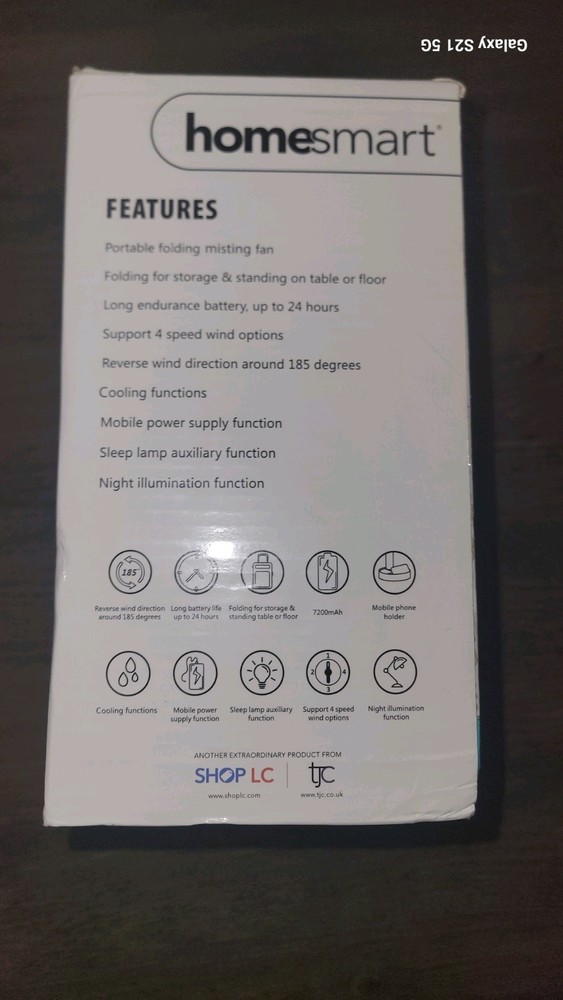 Galaxy S21 5G
homesmart®
FEATURES
Portable folding misting fan
Folding for storage & standing on table or floor
Long endurance battery, up to 24 hours
Support 4 speed wind options
Reverse wind direction around 185 degrees
Cooling functions
Mobile power supply function
Sleep lamp auxiliary function
Night illumination function
185°
Reverse wind direction
around 185 degrees
Long battery life
up to 24 hours
Folding for storage &
standing table or floor
7200mAh
Mobile phone
holder
Cooling functions
Mobile power
supply function
Sleep lamp auxiliary
function
1
2 4
3
Support 4 speed
wind options
Night illumination
function
ANOTHER EXTRAORDINARY PRODUCT FROM
SHOP LC
tjc
www.shoplc.com
www.tjc.co.uk